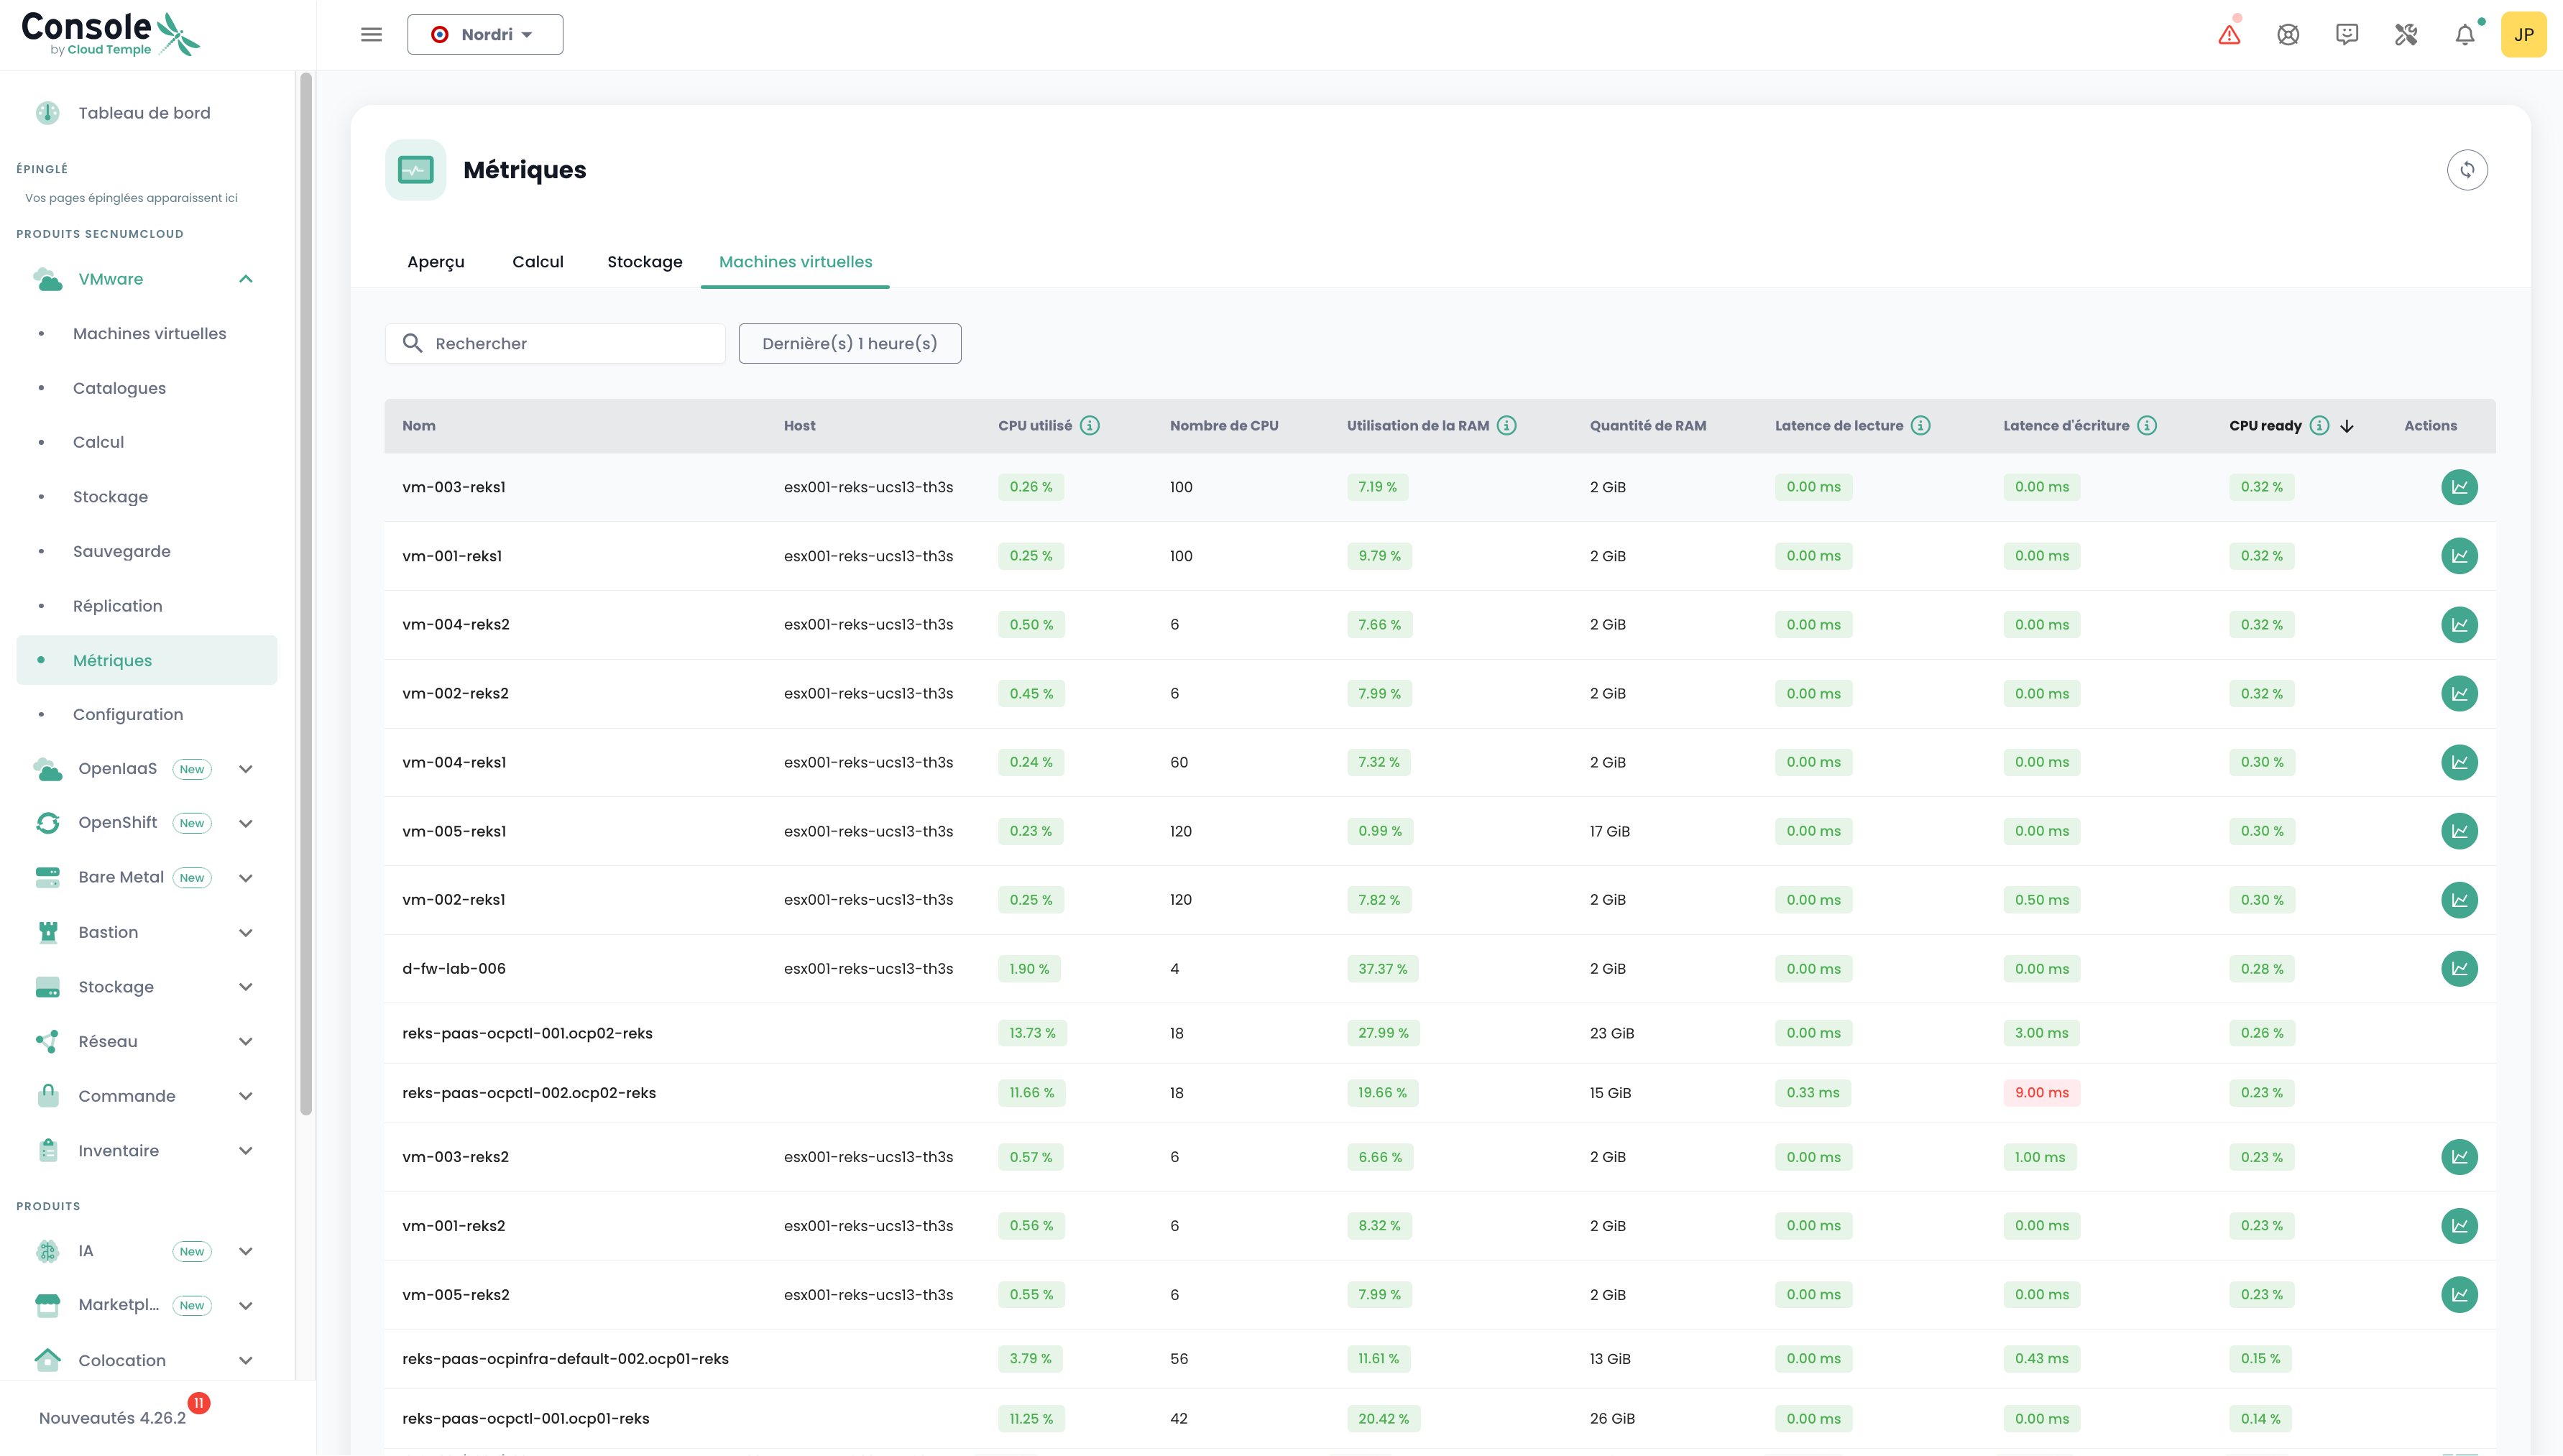 Console
by Cloud Temple
Nordri
JP
Tableau de bord
ÉPINGLÉ
Vos pages épinglées apparaissent ici
PRODUITS SECNUMCLOUD
VMware
Machines virtuelles
Catalogues
Calcul
Stockage
Sauvegarde
Réplication
Métriques
Configuration
OpenIaaS New
OpenShift New
Bare Metal New
Bastion
Stockage
Réseau
Commande
Inventaire
PRODUITS
IA New
Marketpl... New
Colocation
Nouveautés 4.26.2 11
Métriques
Aperçu Calcul Stockage Machines virtuelles
Rechercher Dernière(s) 1 heure(s)
Nom Host CPU utilisé Nombre de CPU Utilisation de la RAM Quantité de RAM Latence de lecture Latence d'écriture CPU ready Actions
vm-003-reks1 esx001-reks-ucs13-th3s 0.26 % 100 7.19 % 2 GiB 0.00 ms 0.00 ms 0.32 %
vm-001-reks1 esx001-reks-ucs13-th3s 0.25 % 100 9.79 % 2 GiB 0.00 ms 0.00 ms 0.32 %
vm-004-reks2 esx001-reks-ucs13-th3s 0.50 % 6 7.66 % 2 GiB 0.00 ms 0.00 ms 0.32 %
vm-002-reks2 esx001-reks-ucs13-th3s 0.45 % 6 7.99 % 2 GiB 0.00 ms 0.00 ms 0.32 %
vm-004-reks1 esx001-reks-ucs13-th3s 0.24 % 60 7.32 % 2 GiB 0.00 ms 0.00 ms 0.30 %
vm-005-reks1 esx001-reks-ucs13-th3s 0.23 % 120 0.99 % 17 GiB 0.00 ms 0.00 ms 0.30 %
vm-002-reks1 esx001-reks-ucs13-th3s 0.25 % 120 7.82 % 2 GiB 0.00 ms 0.50 ms 0.30 %
d-fw-lab-006 esx001-reks-ucs13-th3s 1.90 % 4 37.37 % 2 GiB 0.00 ms 0.00 ms 0.28 %
reks-paas-ocpctl-001.ocp02-reks 13.73 % 18 27.99 % 23 GiB 0.00 ms 3.00 ms 0.26 %
reks-paas-ocpctl-002.ocp02-reks 11.66 % 18 19.66 % 15 GiB 0.33 ms 9.00 ms 0.23 %
vm-003-reks2 esx001-reks-ucs13-th3s 0.57 % 6 6.66 % 2 GiB 0.00 ms 1.00 ms 0.23 %
vm-001-reks2 esx001-reks-ucs13-th3s 0.56 % 6 8.32 % 2 GiB 0.00 ms 0.00 ms 0.23 %
vm-005-reks2 esx001-reks-ucs13-th3s 0.55 % 6 7.99 % 2 GiB 0.00 ms 0.00 ms 0.23 %
reks-paas-ocpinfra-default-002.ocp01-reks 3.79 % 56 11.61 % 13 GiB 0.00 ms 0.43 ms 0.15 %
reks-paas-ocpctl-001.ocp01-reks 11.25 % 42 20.42 % 26 GiB 0.00 ms 0.00 ms 0.14 %